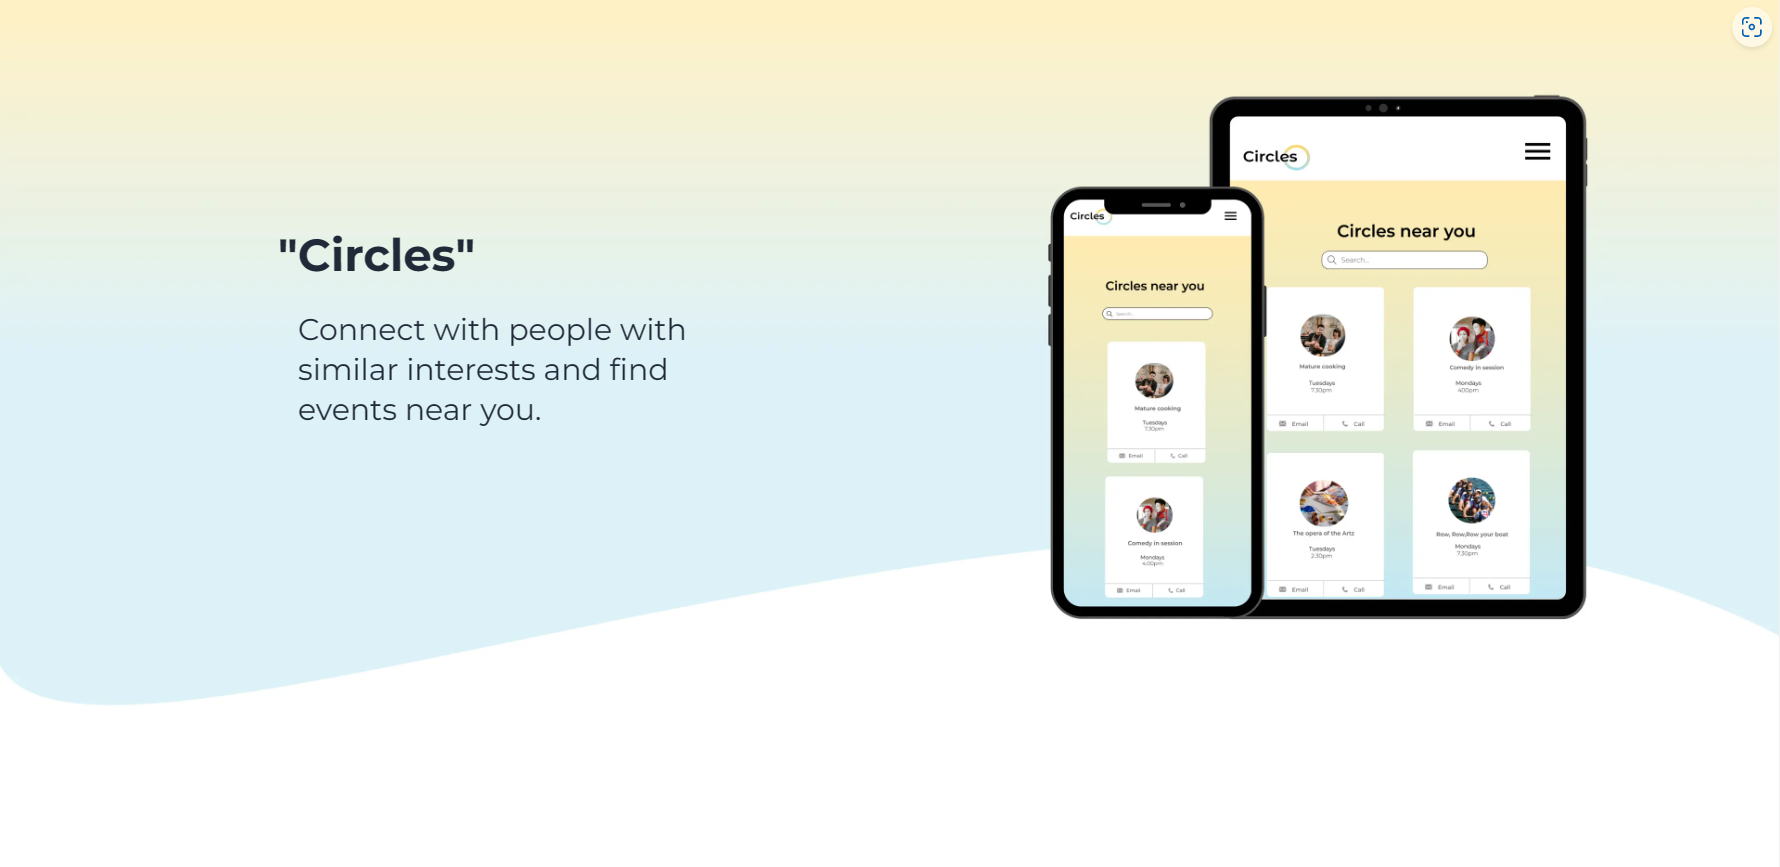 "Circles"
Connect with people with
similar interests and find
events near you.
Circles
Circles near you
Search...
Mature cooking
Tuesdays
7.30pm
Email Call
Comedy in session
Mondays
4.00pm
Email Call
Circles
Circles near you
Search...
Mature cooking
Tuesdays
7.30pm
Email Call
Comedy in session
Mondays
400pm
Email Call
The opera of the Artz
Tuesdays
2.30pm
Email Call
Row, Row,Row your boat
Mondays
7.30pm
Email Call